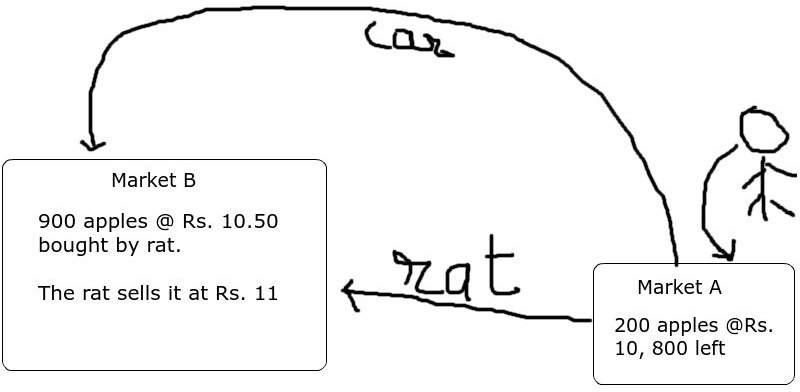 car
Market B
900 apples @ Rs. 10.50
bought by rat.
The rat sells it at Rs. 11
rat
Market A
200 apples @Rs.
10, 800 left